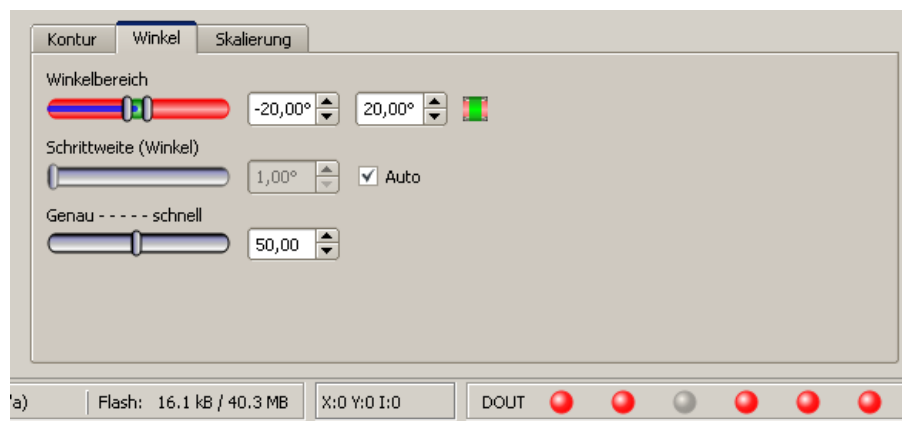 Kontur Winkel Skalierung
Winkelbereich
-20,00° 20,00°
Schrittweite (Winkel)
1,00° Auto
Genau - - - - - schnell
50,00
'a) Flash: 16.1 kB / 40.3 MB X:0 Y:0 I:0 DOUT